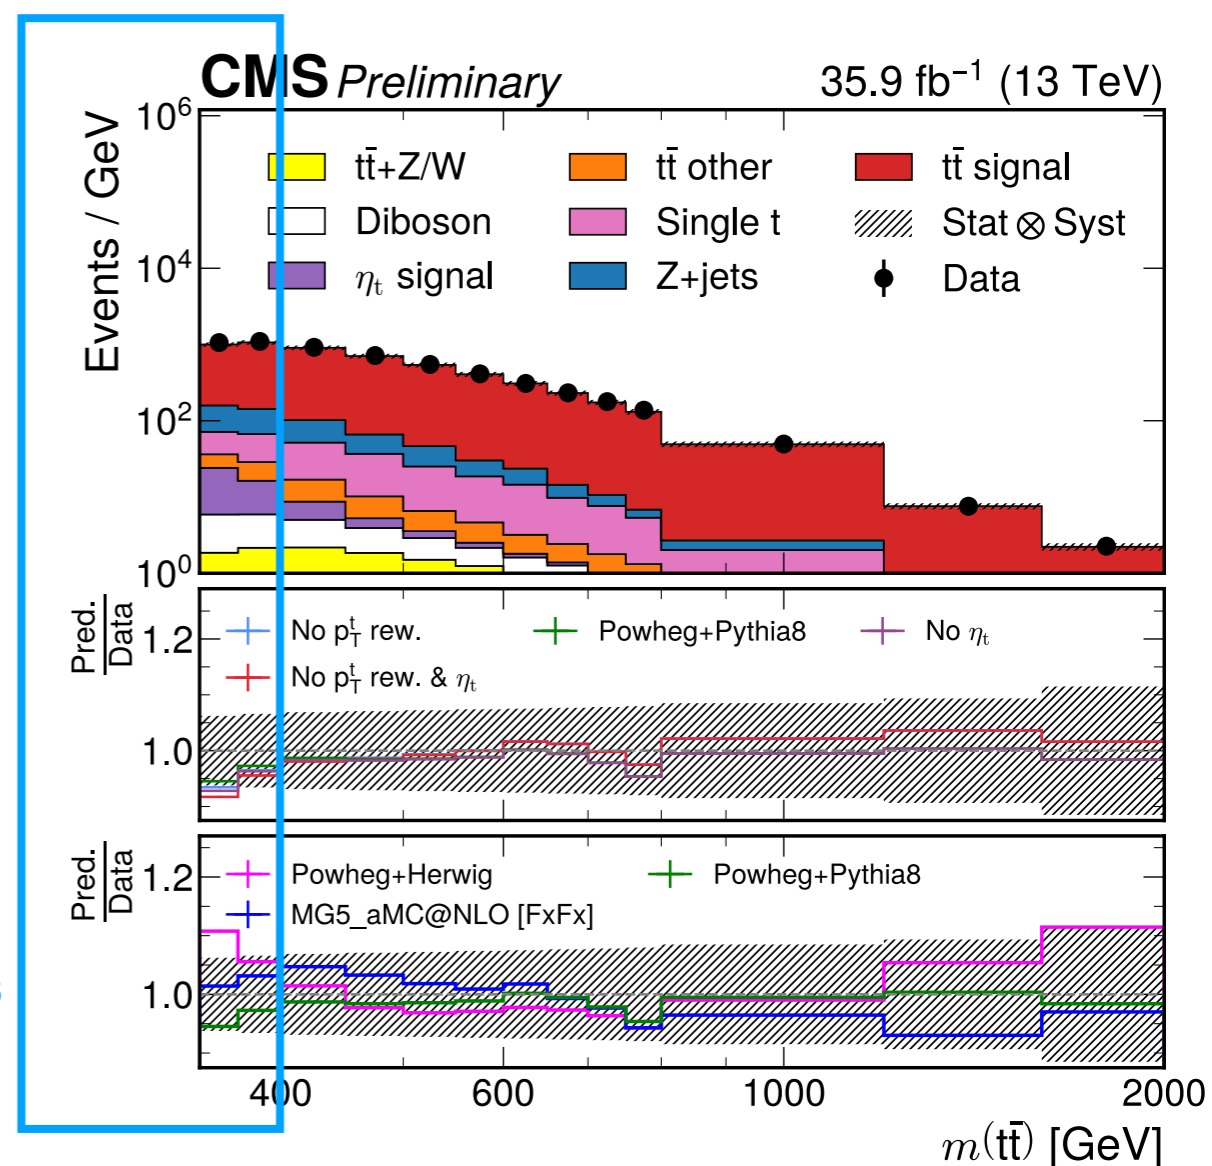 CMS Preliminary 35.9 fb⁻¹ (13 TeV)
Events / GeV
10⁶
10⁴
10²
10⁰
tt̄+Z/W tt̄ other tt̄ signal
Diboson Single t Stat ⊗ Syst
ηₜ signal Z+jets Data
Pred.
Data
1.2
1.0
No pₜᵗ rew. Powheg+Pythia8 No ηₜ
No pₜᵗ rew. & ηₜ
Pred.
Data
1.2
1.0
Powheg+Herwig Powheg+Pythia8
MG5_aMC@NLO [FxFx]
400 600 1000 2000
m(tt̄) [GeV]